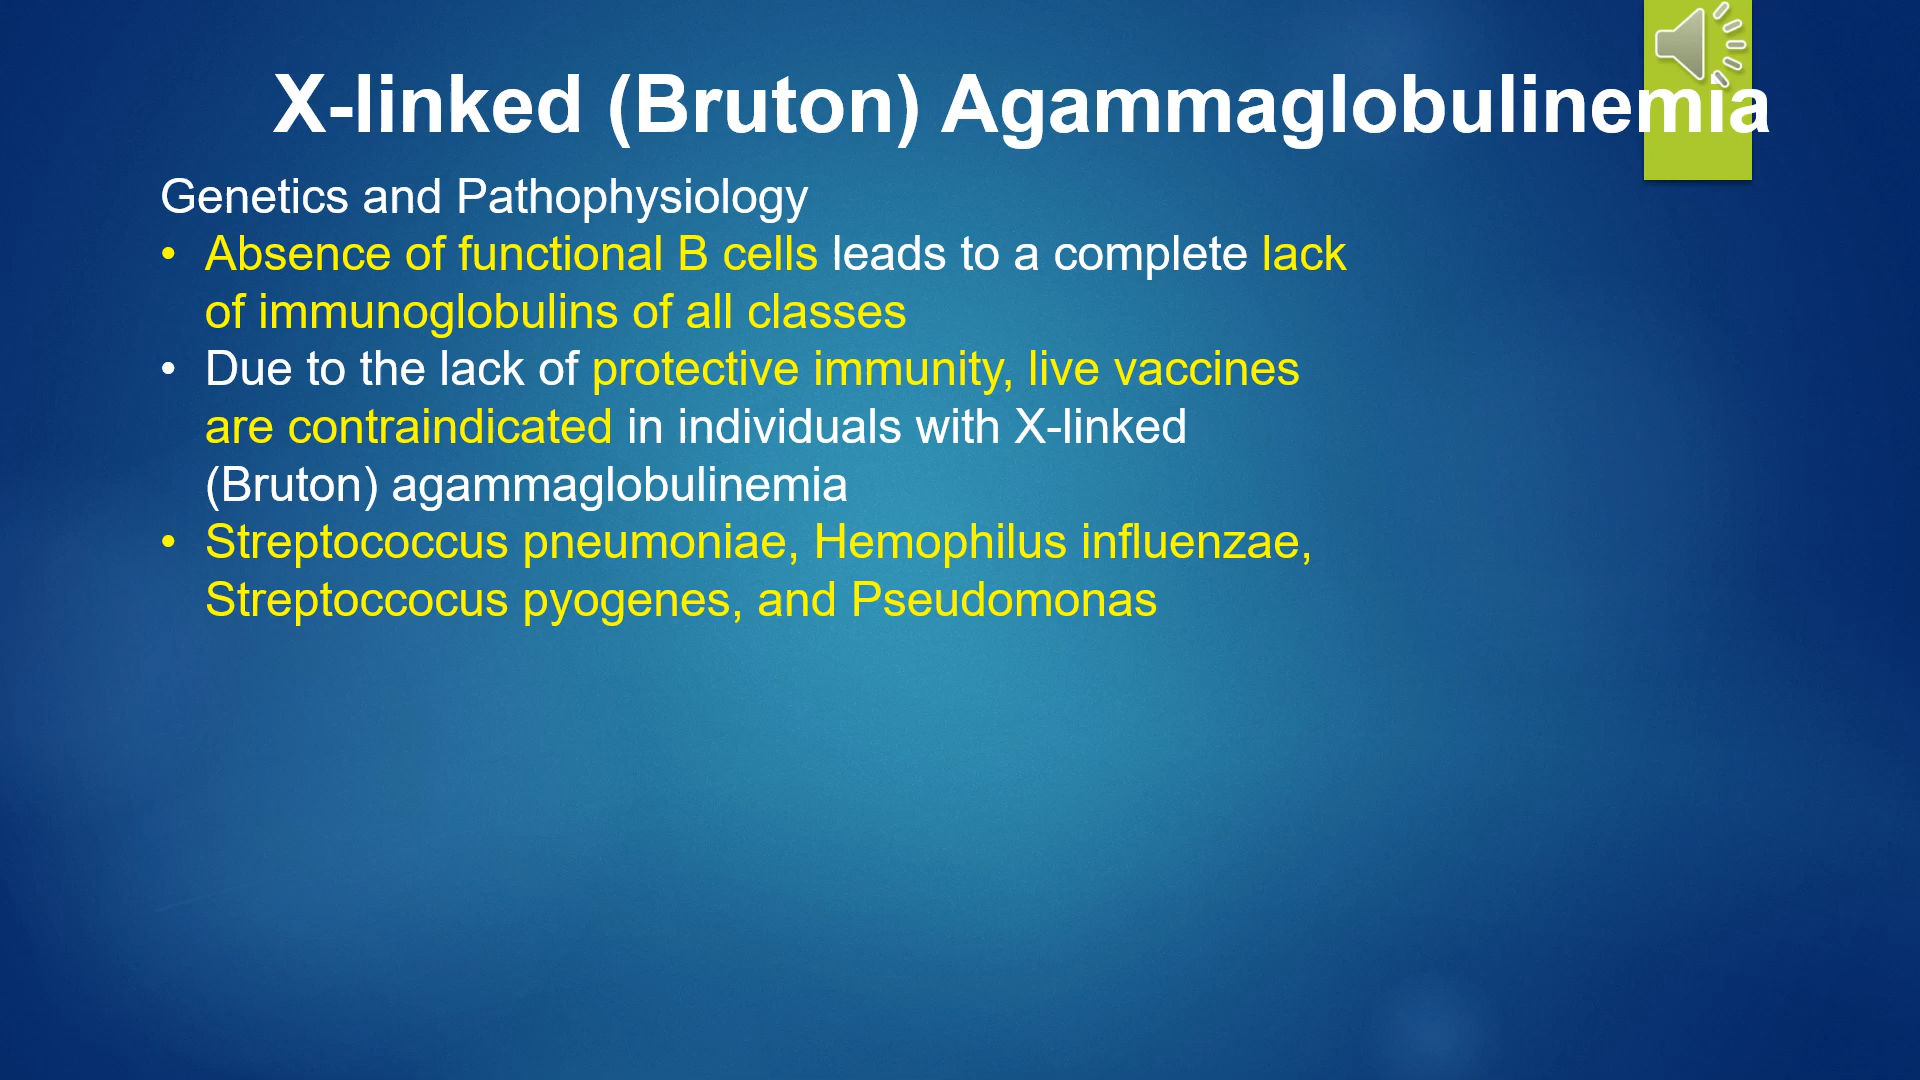 X-linked (Bruton) Agammaglobulinemia
Genetics and Pathophysiology
• Absence of functional B cells leads to a complete lack
of immunoglobulins of all classes
• Due to the lack of protective immunity, live vaccines
are contraindicated in individuals with X-linked
(Bruton) agammaglobulinemia
• Streptococcus pneumoniae, Hemophilus influenzae,
Streptoccocus pyogenes, and Pseudomonas